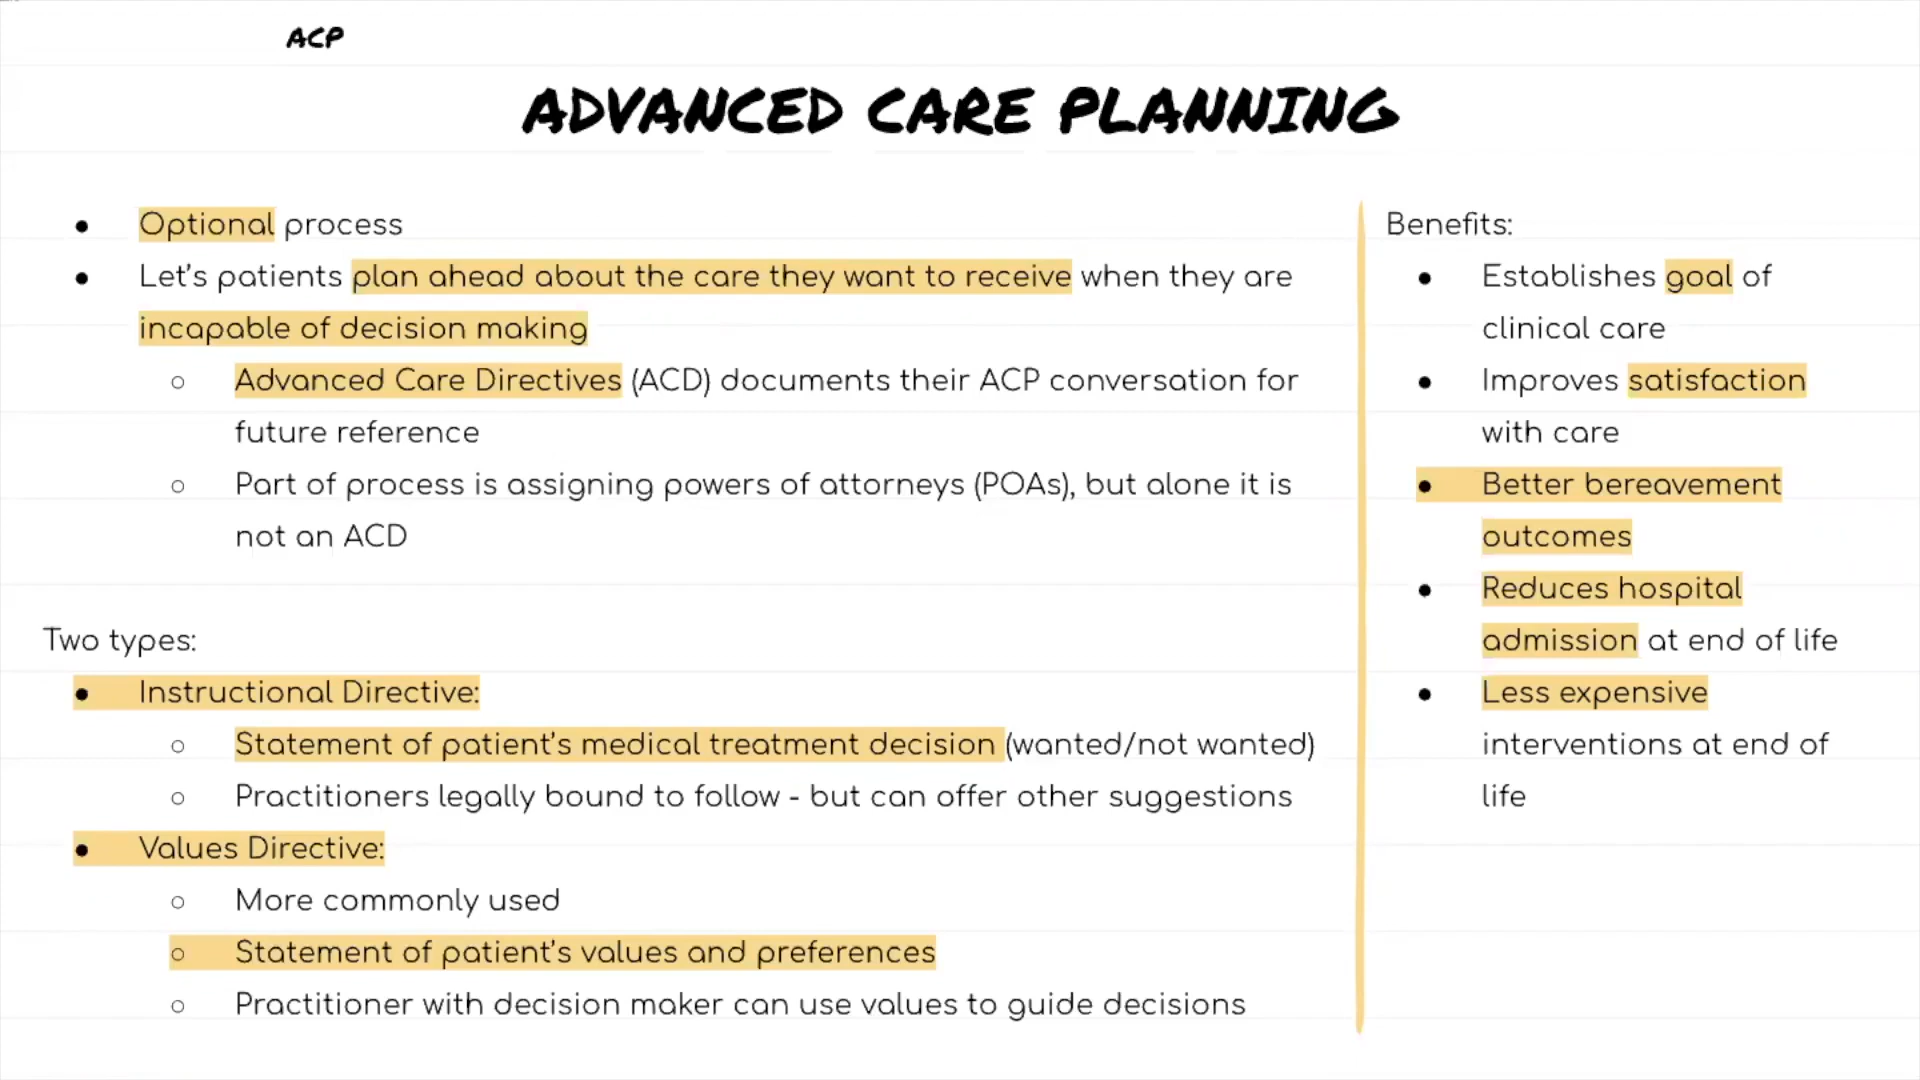 ACP
ADVANCED CARE PLANNING
● Optional process
● Let's patients plan ahead about the care they want to receive when they are
incapable of decision making
○ Advanced Care Directives (ACD) documents their ACP conversation for
future reference
○ Part of process is assigning powers of attorneys (POAs), but alone it is
not an ACD
Two types:
● Instructional Directive:
○ Statement of patient's medical treatment decision (wanted/not wanted)
○ Practitioners legally bound to follow - but can offer other suggestions
● Values Directive:
○ More commonly used
○ Statement of patient's values and preferences
○ Practitioner with decision maker can use values to guide decisions
Benefits:
● Establishes goal of
clinical care
● Improves satisfaction
with care
● Better bereavement
outcomes
● Reduces hospital
admission at end of life
● Less expensive
interventions at end of
life